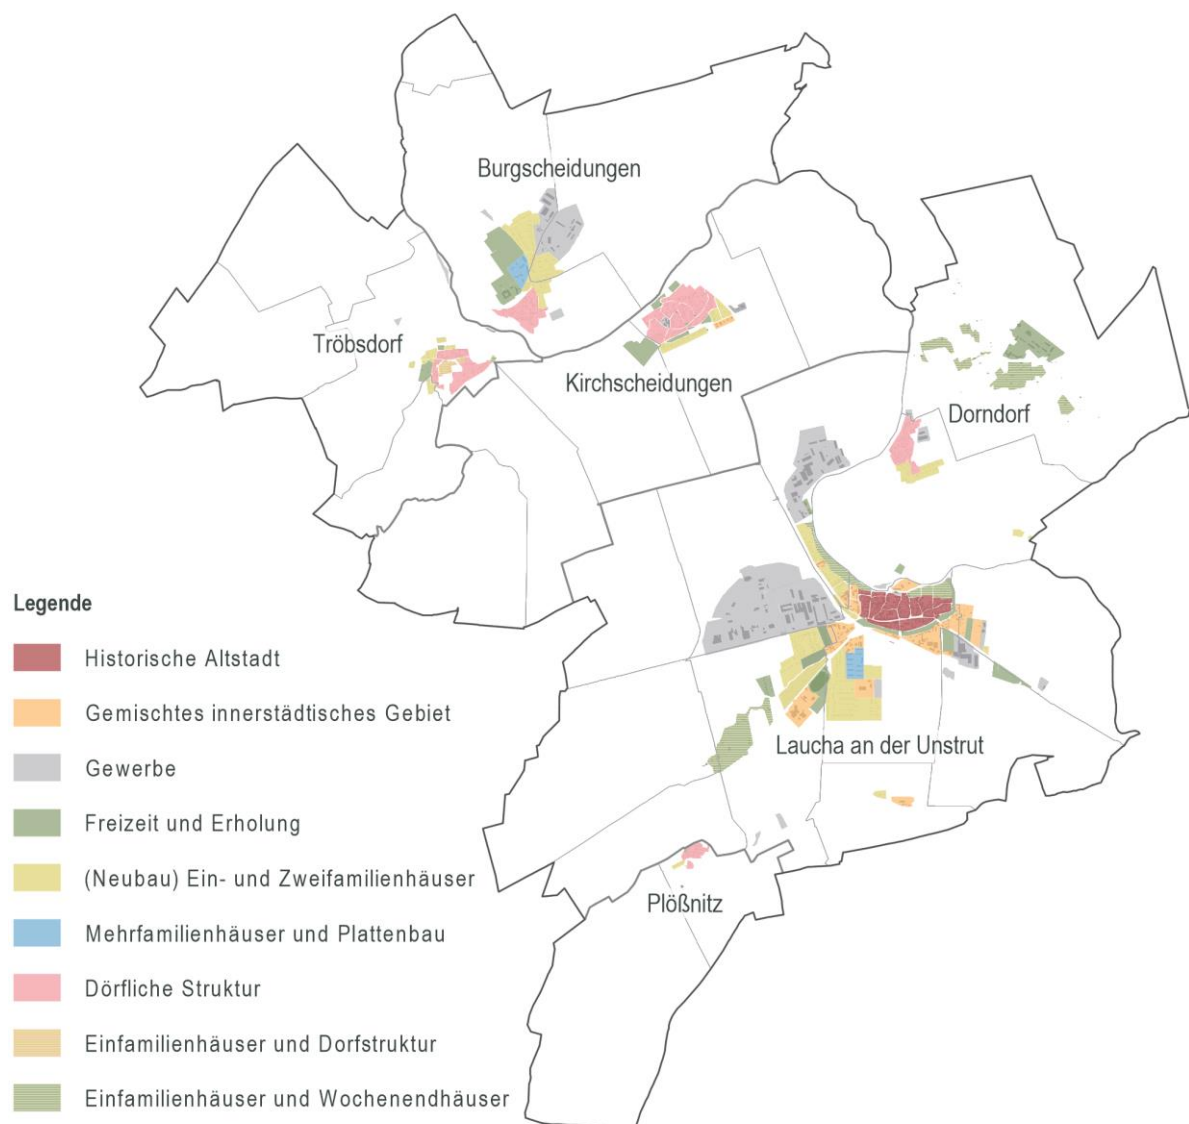 Burgscheidungen
Tröbsdorf
Kirchscheidungen
Dorndorf
Laucha an der Unstrut
Plößnitz
Legende
Historische Altstadt
Gemischtes innerstädtisches Gebiet
Gewerbe
Freizeit und Erholung
(Neubau) Ein- und Zweifamilienhäuser
Mehrfamilienhäuser und Plattenbau
Dörfliche Struktur
Einfamilienhäuser und Dorfstruktur
Einfamilienhäuser und Wochenendhäuser